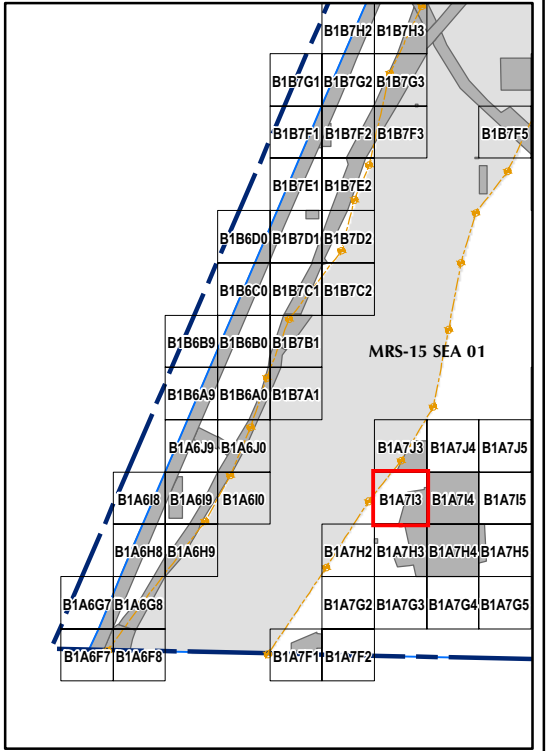 B1B7H2 B1B7H3
B1B7G1 B1B7G2 B1B7G3
B1B7F1 B1B7F2 B1B7F3 B1B7F5
B1B7E1 B1B7E2
B1B6D0 B1B7D1 B1B7D2
B1B6C0 B1B7C1 B1B7C2
B1B6B9 B1B6B0 B1B7B1
MRS-15 SEA 01
B1B6A9 B1B6A0 B1B7A1
B1A6J9 B1A6J0 B1A7J3 B1A7J4 B1A7J5
B1A6I8 B1A6I9 B1A6I0 B1A7I3 B1A7I4 B1A7I5
B1A6H8 B1A6H9 B1A7H2 B1A7H3 B1A7H4 B1A7H5
B1A6G7 B1A6G8 B1A7G2 B1A7G3 B1A7G4 B1A7G5
B1A6F7 B1A6F8 B1A7F1 B1A7F2